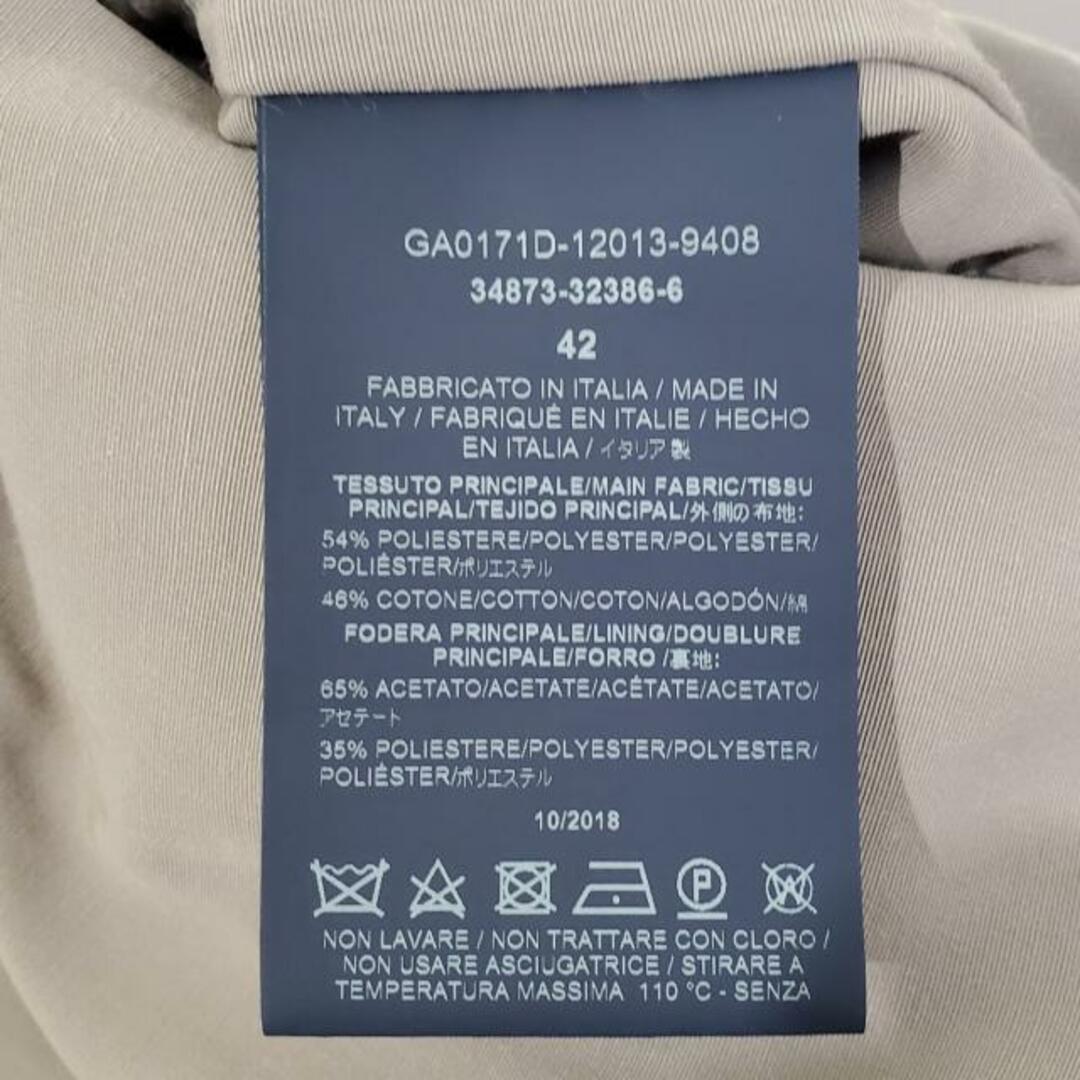 GA0171D-12013-9408
34873-32386-6
42
FABBRICATO IN ITALIA / MADE IN
ITALY / FABRIQUÉ EN ITALIE / HECHO
EN ITALIA / イタリア製
TESSUTO PRINCIPALE/MAIN FABRIC/TISSU
PRINCIPAL/TEJIDO PRINCIPAL/外側の布地:
54% POLIESTERE/POLYESTER/POLYESTER/
POLIÉSTER/ポリエステル
46% COTONE/COTTON/COTON/ALGODÓN/綿
FODERA PRINCIPALE/LINING/DOUBLURE
PRINCIPALE/FORRO /裏地:
65% ACETATO/ACETATE/ACÉTATE/ACETATO/
アセテート
35% POLIESTERE/POLYESTER/POLYESTER/
POLIÉSTER/ポリエステル
10/2018
P W
NON LAVARE / NON TRATTARE CON CLORO /
NON USARE ASCIUGATRICE / STIRARE A
TEMPERATURA MASSIMA 110 °C - SENZA